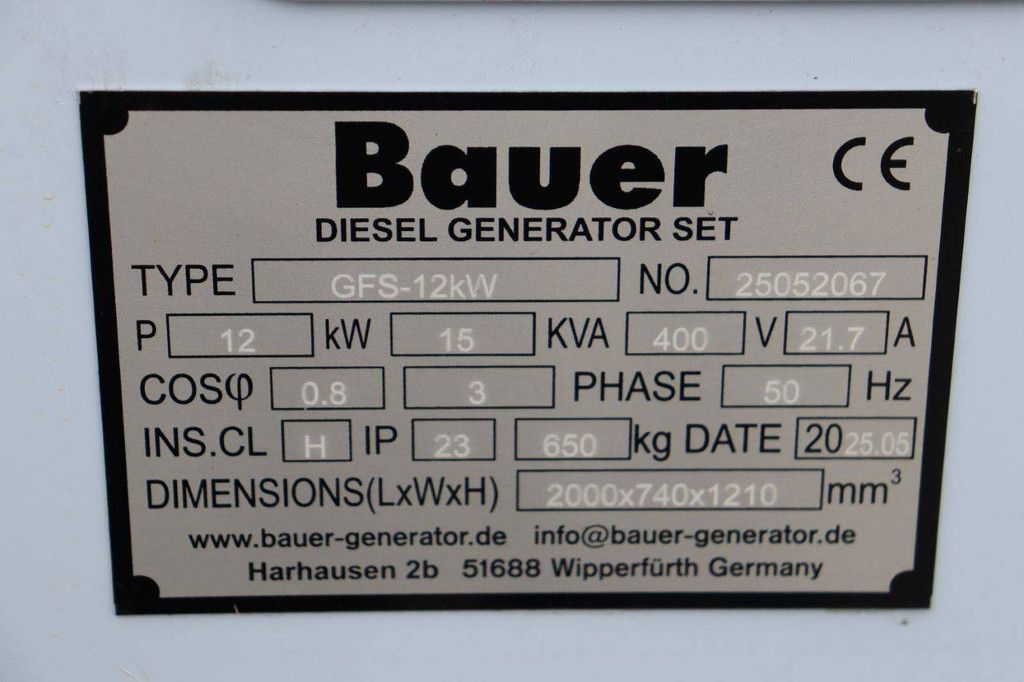 Bauer CE
DIESEL GENERATOR SET
TYPE GFS-12kW NO. 25052067
P 12 kW 15 KVA 400 V 21.7 A
COSφ 0.8 3 PHASE 50 Hz
INS.CL H IP 23 650 kg DATE 2025.05
DIMENSIONS(LxWxH) 2000x740x1210 mm³
www.bauer-generator.de info@bauer-generator.de
Harhausen 2b 51688 Wipperfürth Germany